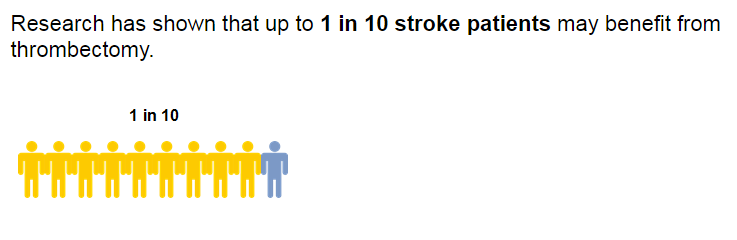 Research has shown that up to 1 in 10 stroke patients may benefit from
thrombectomy.
1 in 10